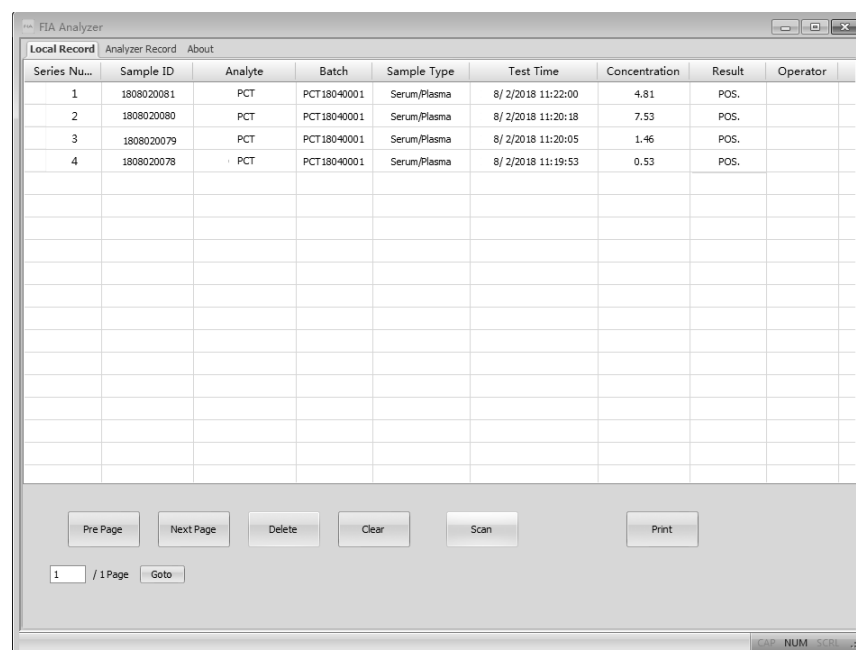 FIA FIA Analyzer
Local Record Analyzer Record About
Series Nu... Sample ID Analyte Batch Sample Type Test Time Concentration Result Operator
1 1808020081 PCT PCT18040001 Serum/Plasma 8/ 2/2018 11:22:00 4.81 POS.
2 1808020080 PCT PCT18040001 Serum/Plasma 8/ 2/2018 11:20:18 7.53 POS.
3 1808020079 PCT PCT18040001 Serum/Plasma 8/ 2/2018 11:20:05 1.46 POS.
4 1808020078 PCT PCT18040001 Serum/Plasma 8/ 2/2018 11:19:53 0.53 POS.
Pre Page Next Page Delete Clear Scan Print
1 / 1 Page Goto
CAP NUM SCRL